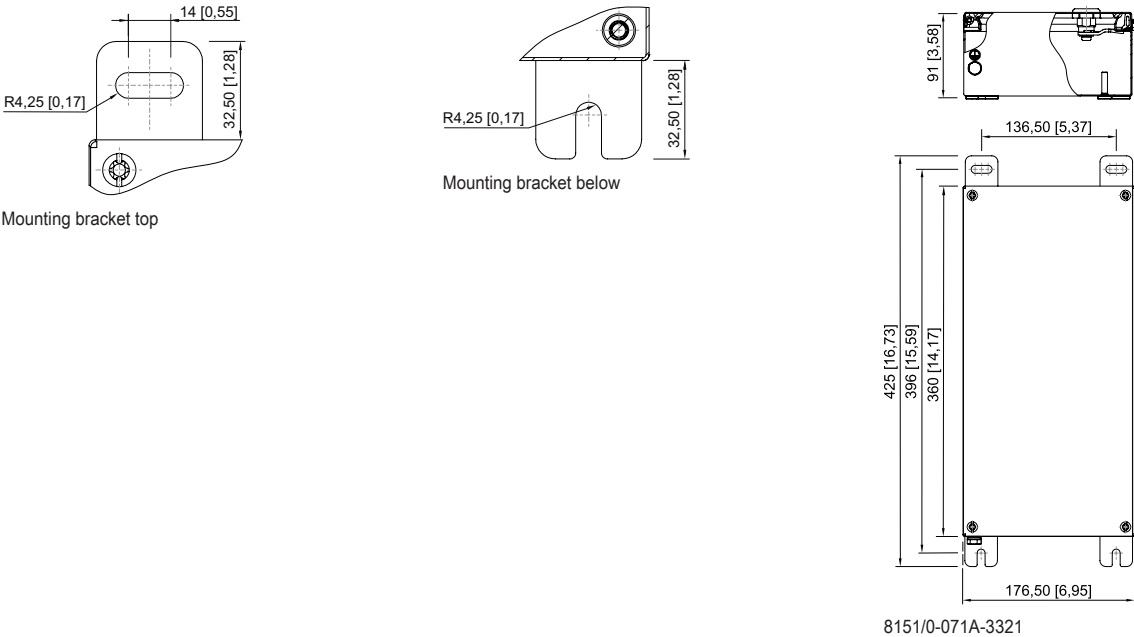 14 [0,55]
32,50 [1,28]
R4,25 [0,17]
Mounting bracket top
R4,25 [0,17]
32,50 [1,28]
Mounting bracket below
91 [3,58]
136,50 [5,37]
425 [16,73]
396 [15,59]
360 [14,17]
176,50 [6,95]
8151/0-071A-3321